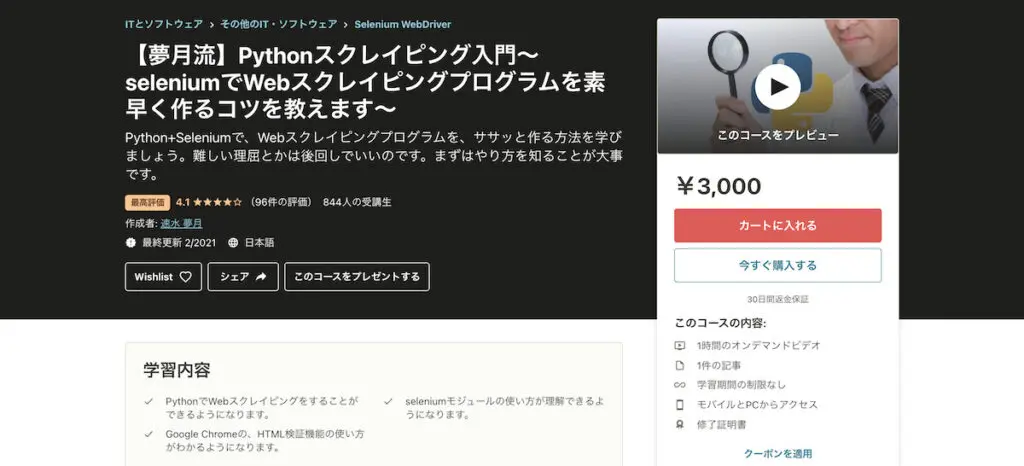 ITとソフトウェア > その他のIT・ソフトウェア > Selenium WebDriver
【夢月流】Pythonスクレイピング入門〜
seleniumでWebスクレイピングプログラムを素
早く作るコツを教えます〜
Python+Seleniumで、Webスクレイピングプログラムを、ササッと作る方法を学び
ましょう。難しい理屈とかは後回しでいいのです。まずはやり方を知ることが大事
です。
最高評価 4.1 (96件の評価) 844人の受講生
作成者: 速水 夢月
最終更新 2/2021 日本語
Wishlist シェア このコースをプレゼントする
このコースをプレビュー
¥3,000
カートに入れる
今すぐ購入する
30日間返金保証
このコースの内容:
1時間のオンデマンドビデオ
1件の記事
学習期間の制限なし
モバイルとPCからアクセス
修了証明書
クーポンを適用
学習内容
PythonでWebスクレイピングをすることが
できるようになります。
seleniumモジュールの使い方が理解できるよ
うになります。
Google Chromeの、HTML検証機能の使い方
がわかるようになります。